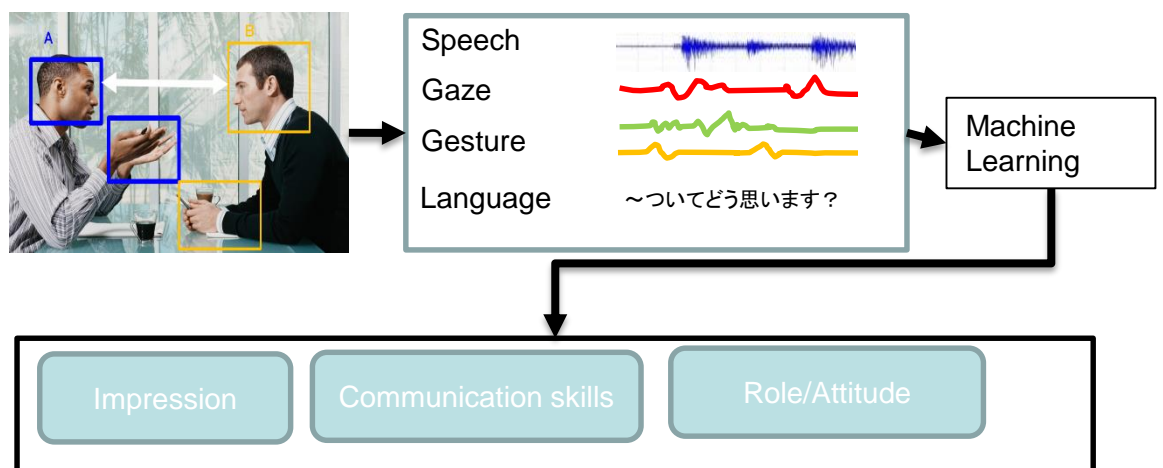 A
B
Speech
Gaze
Gesture
Language
～ついてどう思います？
Machine
Learning
Impression
Communication skills
Role/Attitude